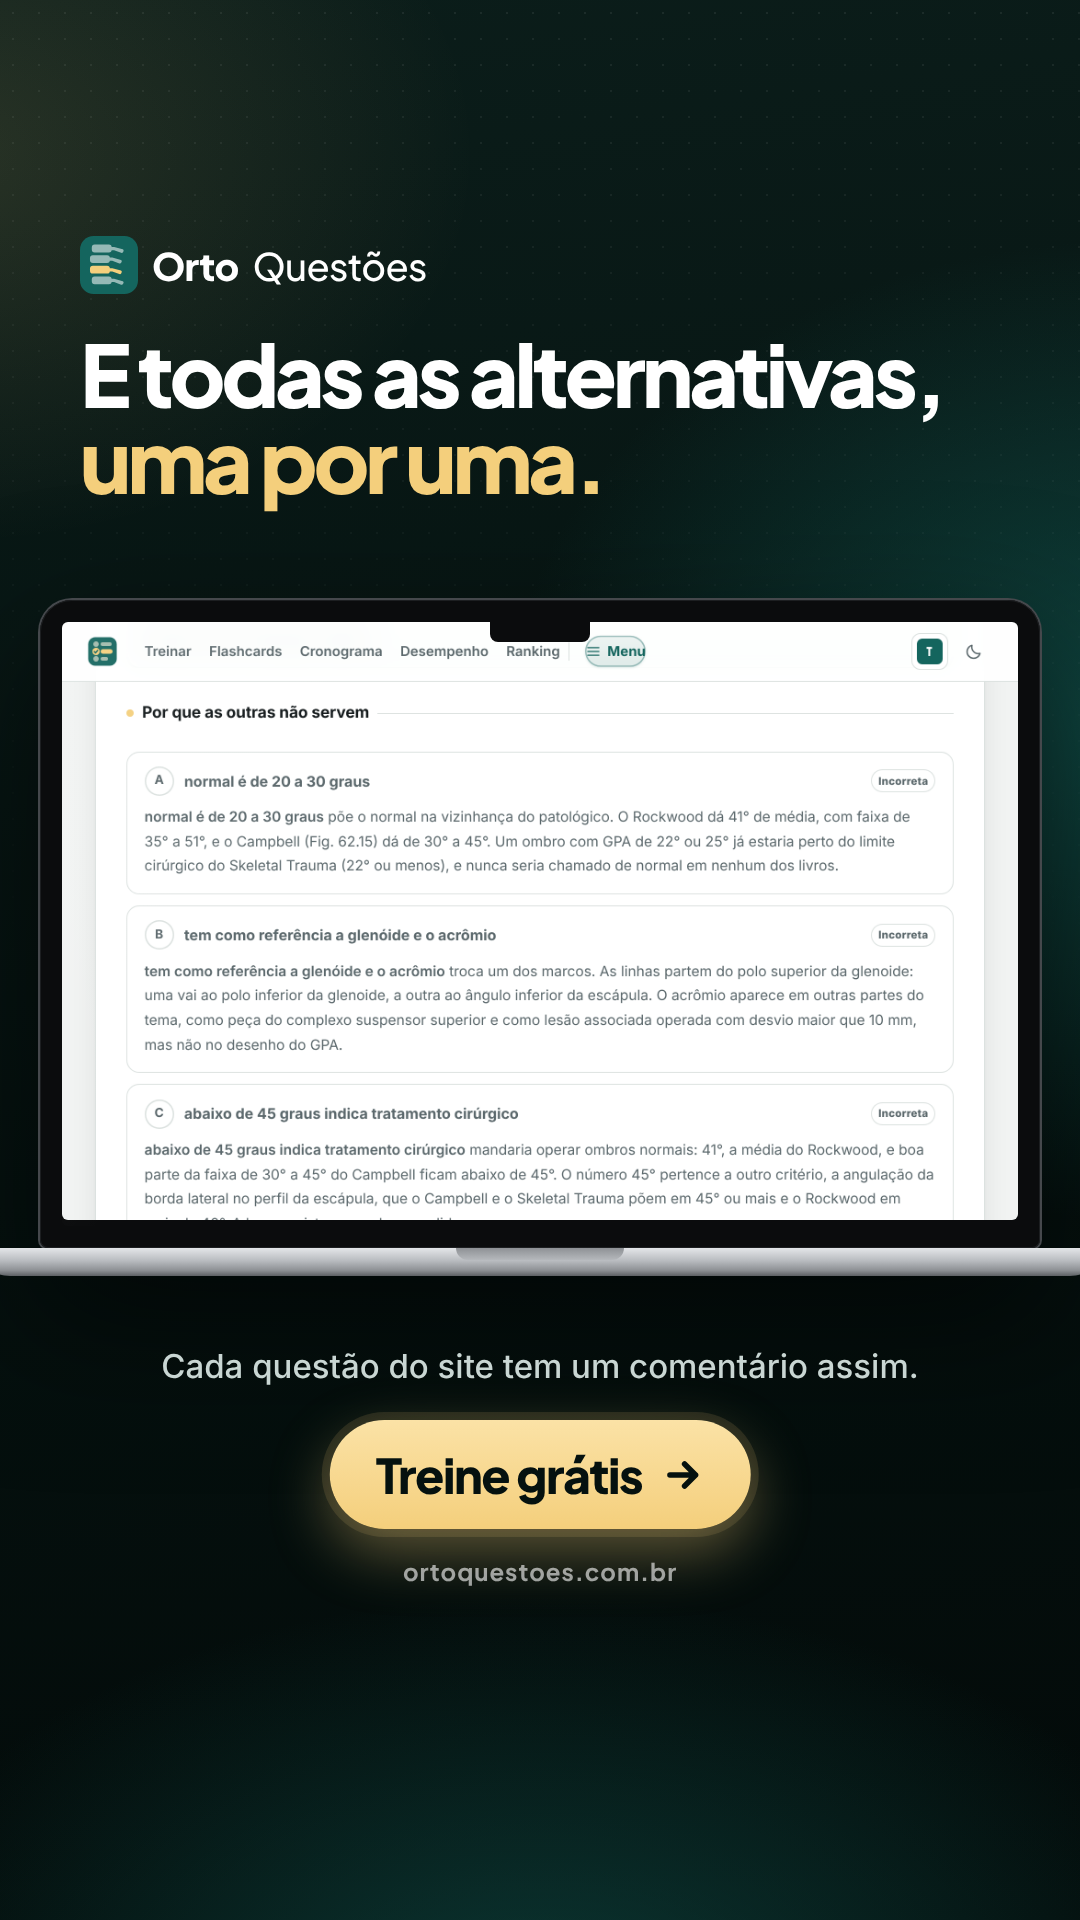 Orto Questões
E todas as alternativas,
uma por uma.
Treinar Flashcards Cronograma Desempenho Ranking Menu T
Por que as outras não servem
A normal é de 20 a 30 graus Incorreta
normal é de 20 a 30 graus põe o normal na vizinhança do patológico. O Rockwood dá 41° de média, com faixa de
35° a 51°, e o Campbell (Fig. 62.15) dá de 30° a 45°. Um ombro com GPA de 22° ou 25° já estaria perto do limite
cirúrgico do Skeletal Trauma (22° ou menos), e nunca seria chamado de normal em nenhum dos livros.
B tem como referência a glenóide e o acrômio Incorreta
tem como referência a glenóide e o acrômio troca um dos marcos. As linhas partem do polo superior da glenoide:
uma vai ao polo inferior da glenoide, a outra ao ângulo inferior da escápula. O acrômio aparece em outras partes do
tema, como peça do complexo suspensor superior e como lesão associada operada com desvio maior que 10 mm,
mas não no desenho do GPA.
C abaixo de 45 graus indica tratamento cirúrgico Incorreta
abaixo de 45 graus indica tratamento cirúrgico mandaria operar ombros normais: 41°, a média do Rockwood, e boa
parte da faixa de 30° a 45° do Campbell ficam abaixo de 45°. O número 45° pertence a outro critério, a angulação da
borda lateral no perfil da escápula, que o Campbell e o Skeletal Trauma põem em 45° ou mais e o Rockwood em
Cada questão do site tem um comentário assim.
Treine grátis →
ortoquestoes.com.br